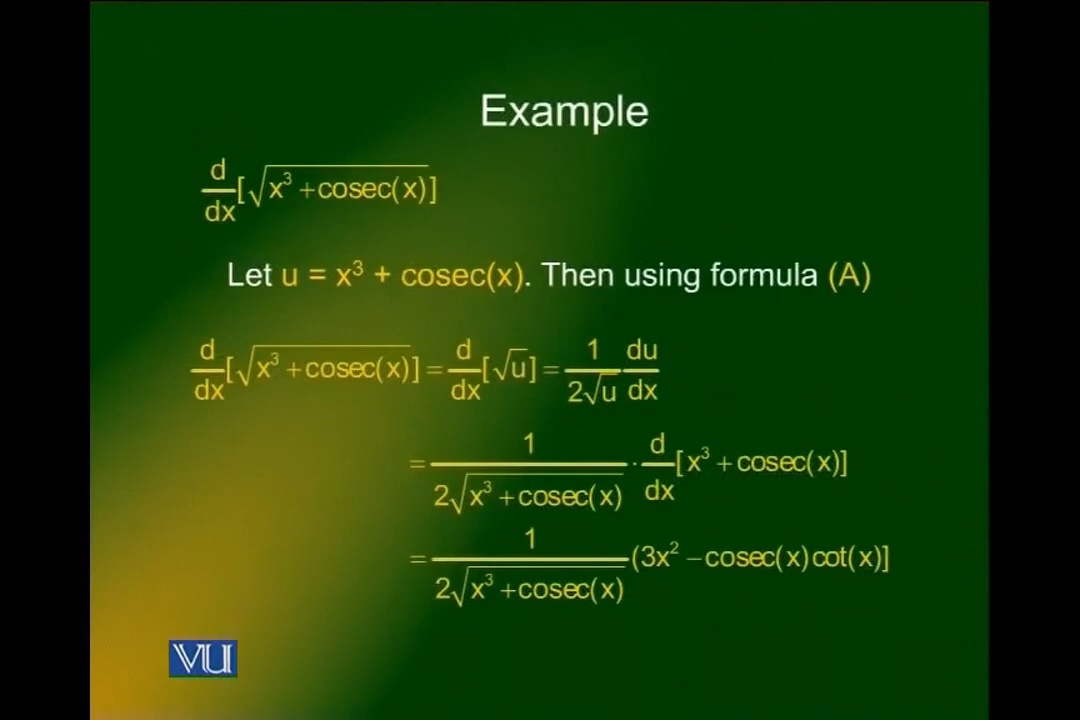 Example
d/dx[√(x³ + cosec(x))]
Let u = x³ + cosec(x). Then using formula (A)
d/dx[√(x³ + cosec(x))] = d/dx[√u] = 1/(2√u) du/dx
= 1/(2√(x³ + cosec(x))) · d/dx[x³ + cosec(x)]
= 1/(2√(x³ + cosec(x))) (3x² − cosec(x)cot(x)]
VU